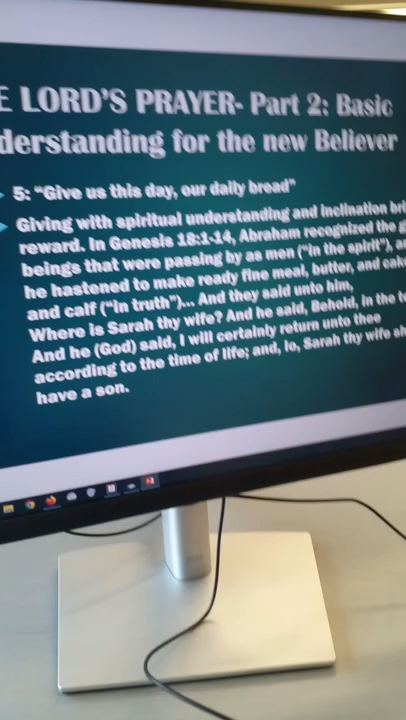 LORD'S PRAYER- Part 2: Basic
derstanding for the new Believer
5: "Give us this day, our daily bread"
Giving with spiritual understanding and inclination
reward. In Genesis 18:1-14, Abraham recognized the
beings that were passing by as men ("in the spirit"),
he hastened to make ready fine meal, butter, and
and calf ("in truth")... And they said unto him,
Where is Sarah thy wife? And he said, Behold, in the
And he (God) said, I will certainly return unto thee
according to the time of life; and, lo, Sarah thy wife
have a son.